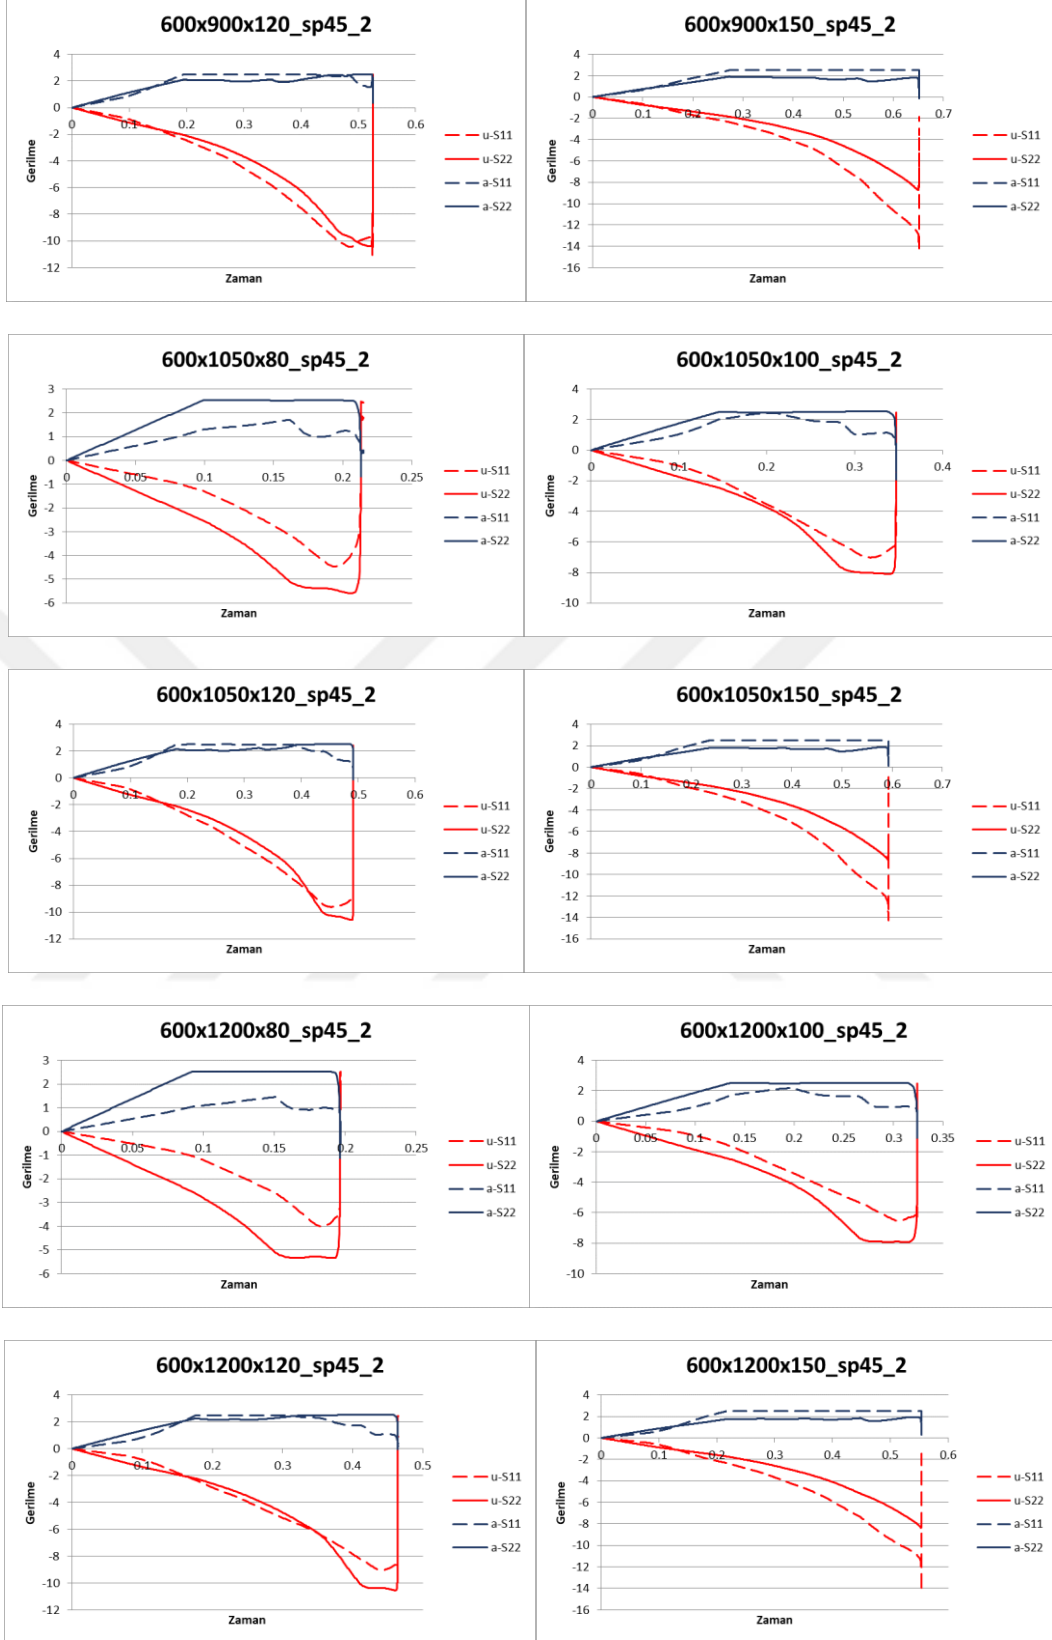 600x900x120_sp45_2
4
2
0
-2
-4
-6
-8
-10
-12
0
0.1
0.2
0.3
0.4
0.5
0.6
Gerilme
Zaman
u-S11
u-S22
a-S11
a-S22
600x900x150_sp45_2
4
2
0
-2
-4
-6
-8
-10
-12
-14
-16
0
0.1
0.2
0.3
0.4
0.5
0.6
0.7
Gerilme
Zaman
u-S11
u-S22
a-S11
a-S22
600x1050x80_sp45_2
3
2
1
0
-1
-2
-3
-4
-5
-6
0
0.05
0.1
0.15
0.2
0.25
Gerilme
Zaman
u-S11
u-S22
a-S11
a-S22
600x1050x100_sp45_2
4
2
0
-2
-4
-6
-8
-10
0
0.1
0.2
0.3
0.4
Gerilme
Zaman
u-S11
u-S22
a-S11
a-S22
600x1050x120_sp45_2
4
2
0
-2
-4
-6
-8
-10
-12
0
0.1
0.2
0.3
0.4
0.5
0.6
Gerilme
Zaman
u-S11
u-S22
a-S11
a-S22
600x1050x150_sp45_2
4
2
0
-2
-4
-6
-8
-10
-12
-14
-16
0
0.1
0.2
0.3
0.4
0.5
0.6
0.7
Gerilme
Zaman
u-S11
u-S22
a-S11
a-S22
600x1200x80_sp45_2
3
2
1
0
-1
-2
-3
-4
-5
-6
0
0.05
0.1
0.15
0.2
0.25
Gerilme
Zaman
u-S11
u-S22
a-S11
a-S22
600x1200x100_sp45_2
4
2
0
-2
-4
-6
-8
-10
0
0.05
0.1
0.15
0.2
0.25
0.3
0.35
Gerilme
Zaman
u-S11
u-S22
a-S11
a-S22
600x1200x120_sp45_2
4
2
0
-2
-4
-6
-8
-10
-12
0
0.1
0.2
0.3
0.4
0.5
Gerilme
Zaman
u-S11
u-S22
a-S11
a-S22
600x1200x150_sp45_2
4
2
0
-2
-4
-6
-8
-10
-12
-14
-16
0
0.1
0.2
0.3
0.4
0.5
0.6
Gerilme
Zaman
u-S11
u-S22
a-S11
a-S22